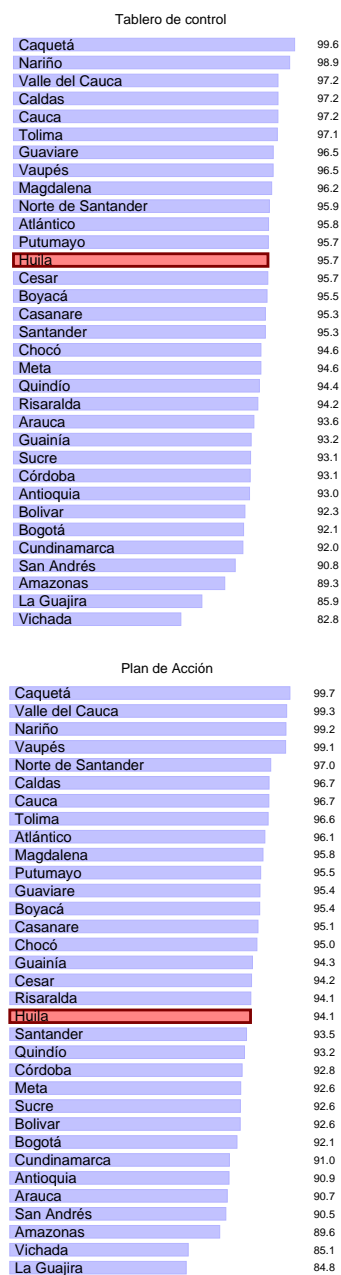 Tablero de control
Caquetá 99.6
Nariño 98.9
Valle del Cauca 97.2
Caldas 97.2
Cauca 97.2
Tolima 97.1
Guaviare 96.5
Vaupés 96.5
Magdalena 96.2
Norte de Santander 95.9
Atlántico 95.8
Putumayo 95.7
Huila 95.7
Cesar 95.7
Boyacá 95.5
Casanare 95.3
Santander 95.3
Chocó 94.6
Meta 94.6
Quindío 94.4
Risaralda 94.2
Arauca 93.6
Guainía 93.2
Sucre 93.1
Córdoba 93.1
Antioquia 93.0
Bolivar 92.3
Bogotá 92.1
Cundinamarca 92.0
San Andrés 90.8
Amazonas 89.3
La Guajira 85.9
Vichada 82.8
Plan de Acción
Caquetá 99.7
Valle del Cauca 99.3
Nariño 99.2
Vaupés 99.1
Norte de Santander 97.0
Caldas 96.7
Cauca 96.7
Tolima 96.6
Atlántico 96.1
Magdalena 95.8
Putumayo 95.5
Guaviare 95.4
Boyacá 95.4
Casanare 95.1
Chocó 95.0
Guainía 94.3
Cesar 94.2
Risaralda 94.1
Huila 94.1
Santander 93.5
Quindío 93.2
Córdoba 92.8
Meta 92.6
Sucre 92.6
Bolivar 92.6
Bogotá 92.1
Cundinamarca 91.0
Antioquia 90.9
Arauca 90.7
San Andrés 90.5
Amazonas 89.6
Vichada 85.1
La Guajira 84.8